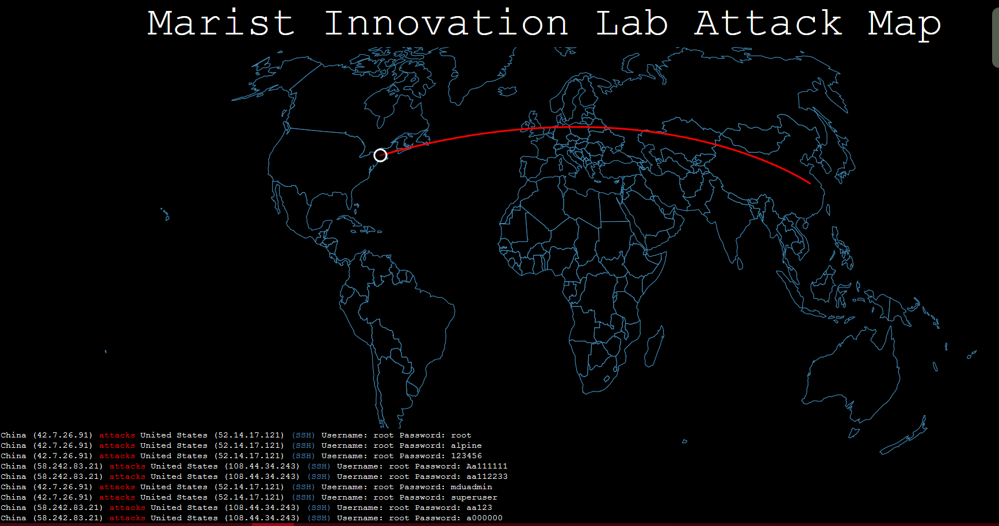 Marist Innovation Lab Attack Map
China (42.7.26.91) attacks United States (52.14.17.121) (SSH) Username: root Password: root
China (42.7.26.91) attacks United States (52.14.17.121) (SSH) Username: root Password: alpine
China (42.7.26.91) attacks United States (52.14.17.121) (SSH) Username: root Password: 123456
China (58.242.83.21) attacks United States (108.44.34.243) (SSH) Username: root Password: Aa111111
China (58.242.83.21) attacks United States (108.44.34.243) (SSH) Username: root Password: aa112233
China (42.7.26.91) attacks United States (52.14.17.121) (SSH) Username: root Password: mduadmin
China (42.7.26.91) attacks United States (52.14.17.121) (SSH) Username: root Password: superuser
China (58.242.83.21) attacks United States (108.44.34.243) (SSH) Username: root Password: aa123
China (58.242.83.21) attacks United States (108.44.34.243) (SSH) Username: root Password: a000000